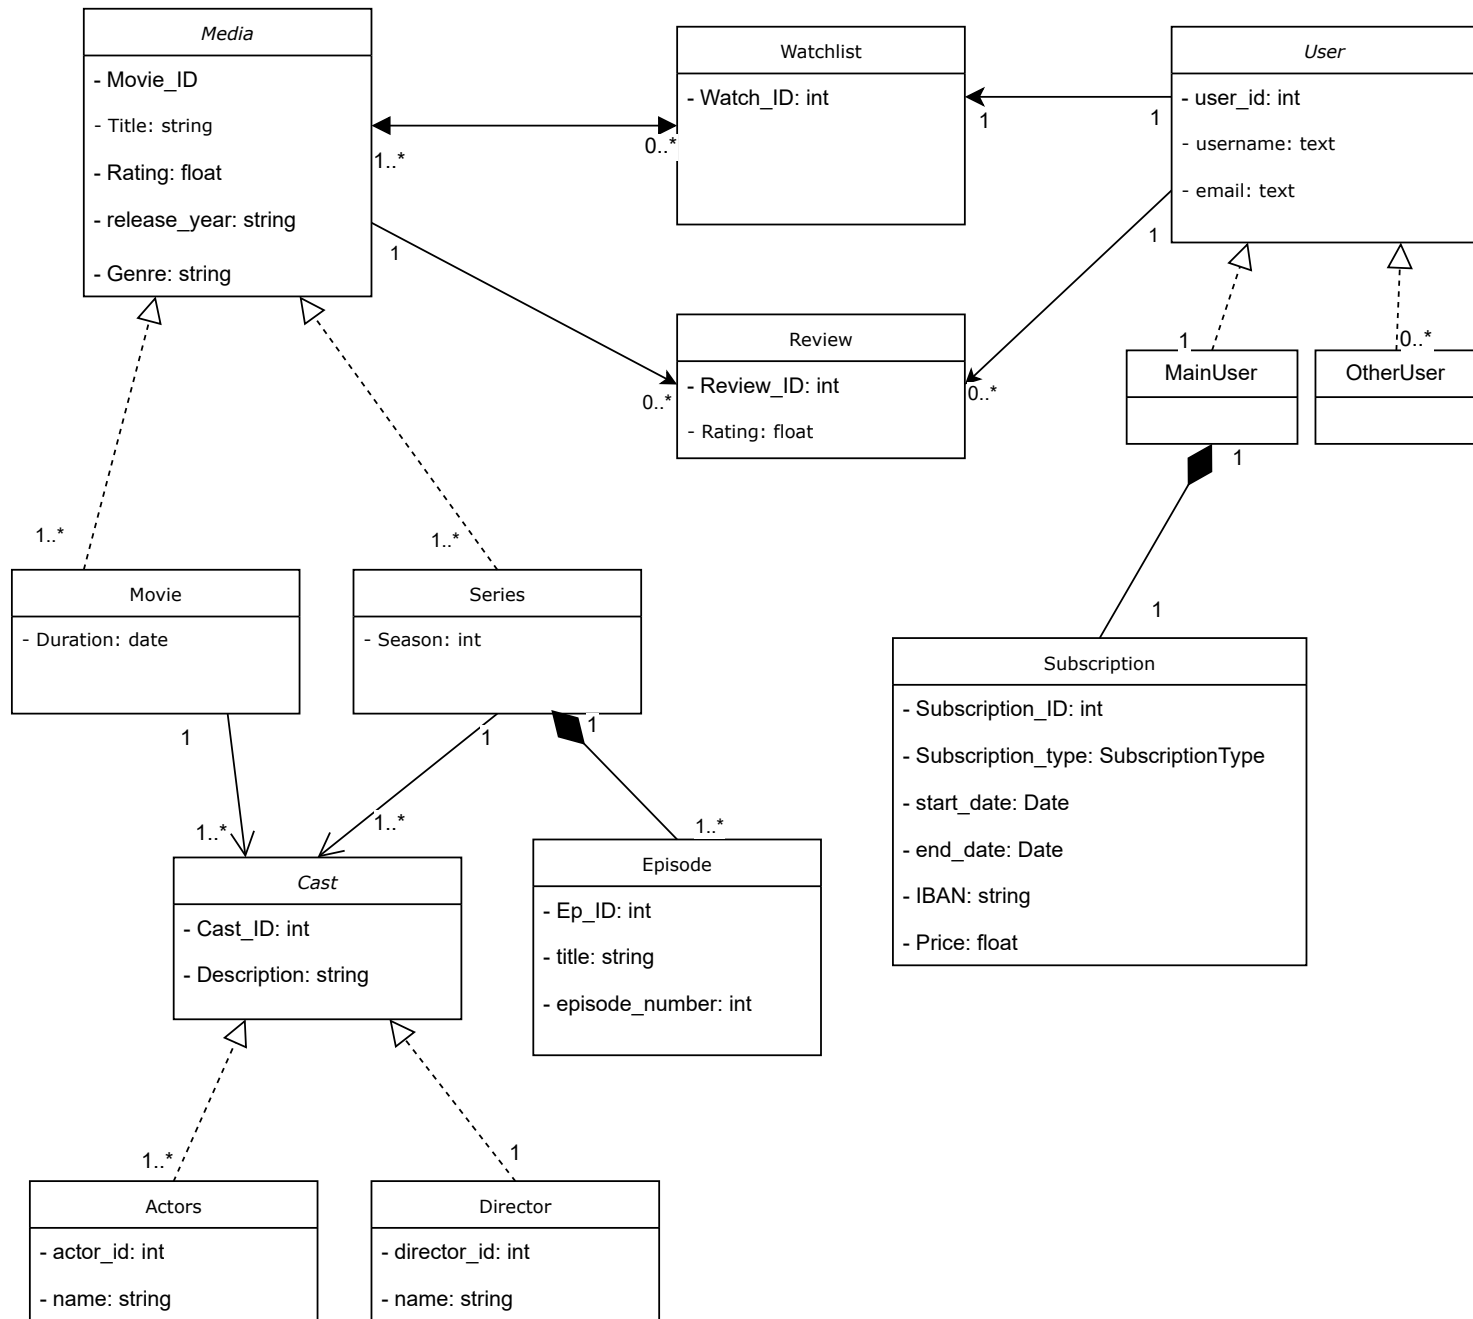 Media
- Movie_ID
- Title: string
- Rating: float
- release_year: string
- Genre: string
Watchlist
- Watch_ID: int
User
- user_id: int
- username: text
- email: text
1..*
0..*
1
1
1
1
0..*
0..*
Review
- Review_ID: int
- Rating: float
1
0..*
MainUser
OtherUser
1
1
1..*
1..*
Movie
- Duration: date
Series
- Season: int
Subscription
- Subscription_ID: int
- Subscription_type: SubscriptionType
- start_date: Date
- end_date: Date
- IBAN: string
- Price: float
1
1
1
1..*
1..*
1..*
Cast
- Cast_ID: int
- Description: string
Episode
- Ep_ID: int
- title: string
- episode_number: int
1..*
1
Actors
- actor_id: int
- name: string
Director
- director_id: int
- name: string